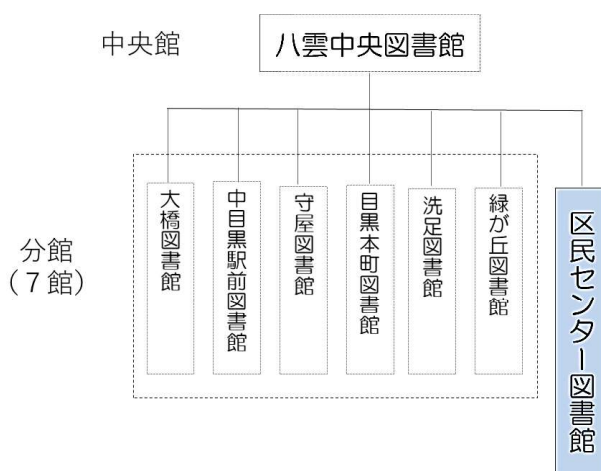 中央館
八雲中央図書館
分館
（７館）
大橋図書館
中目黒駅前図書館
守屋図書館
目黒本町図書館
洗足図書館
緑が丘図書館
区民センター図書館